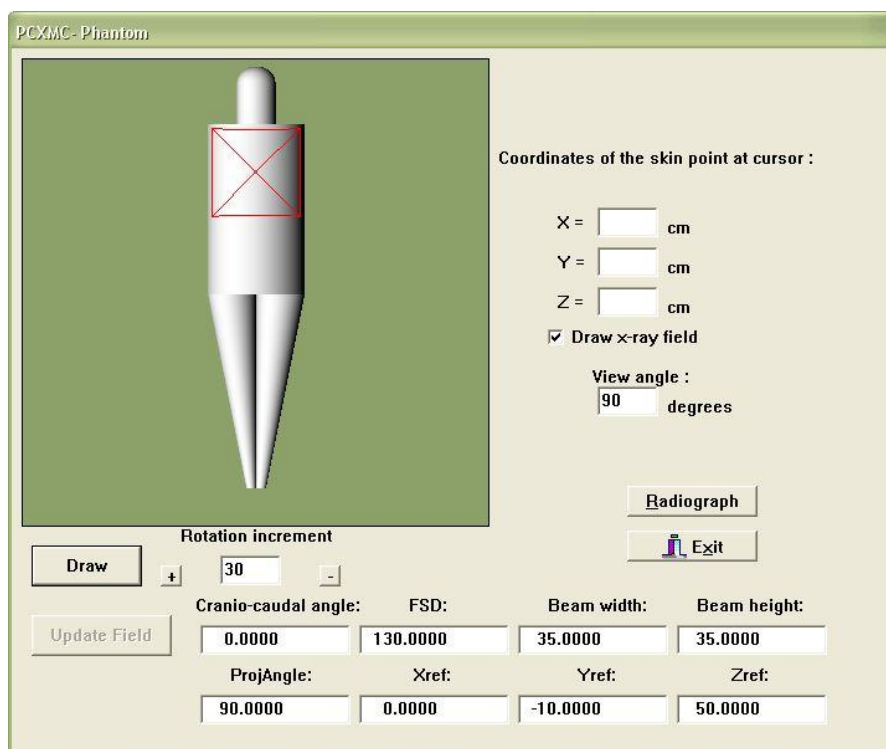 PCXMC- Phantom
Coordinates of the skin point at cursor :
X = cm
Y = cm
Z = cm
Draw x-ray field
View angle :
90 degrees
Radiograph
Exit
Rotation increment
Draw + 30 -
Cranio-caudal angle: FSD: Beam width: Beam height:
Update Field 0.0000 130.0000 35.0000 35.0000
ProjAngle: Xref: Yref: Zref:
90.0000 0.0000 -10.0000 50.0000